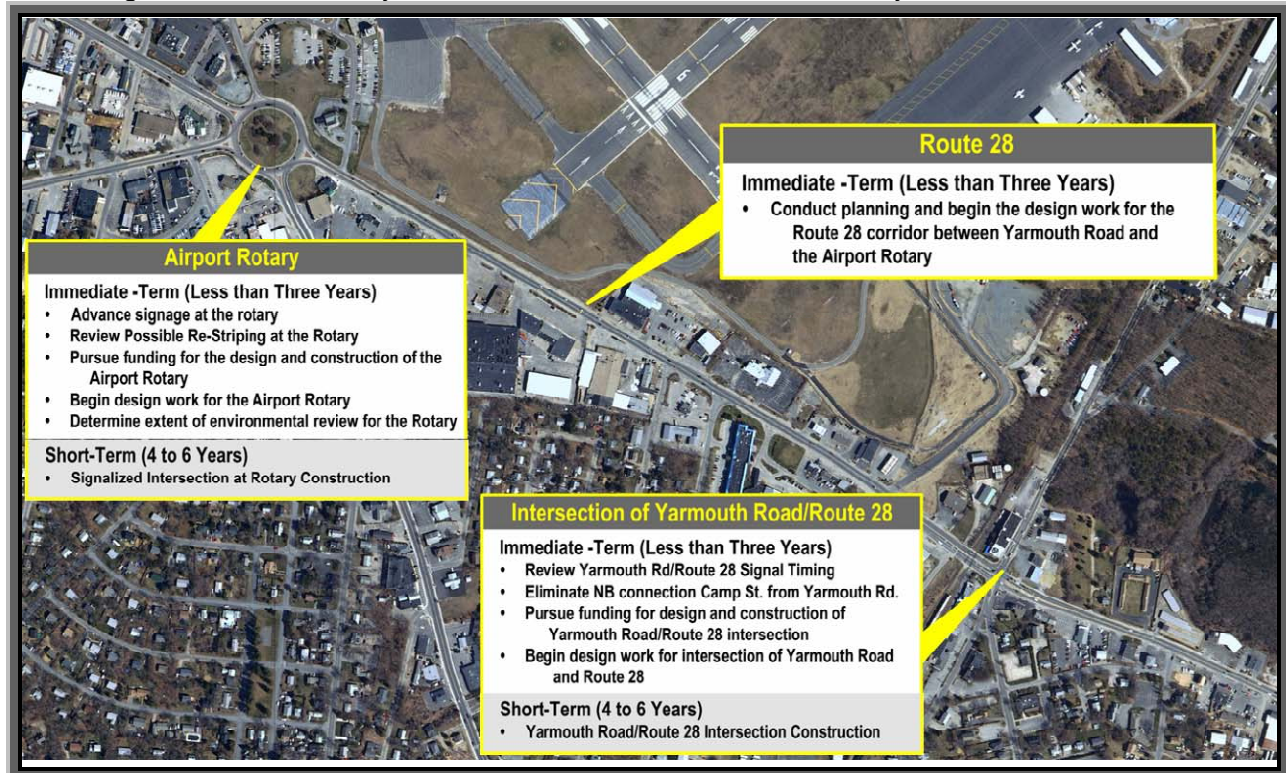 Route 28
Immediate -Term (Less than Three Years)
• Conduct planning and begin the design work for the
Route 28 corridor between Yarmouth Road and
the Airport Rotary
Airport Rotary
Immediate -Term (Less than Three Years)
• Advance signage at the rotary
• Review Possible Re-Striping at the Rotary
• Pursue funding for the design and construction of the
Airport Rotary
• Begin design work for the Airport Rotary
• Determine extent of environmental review for the Rotary
Short-Term (4 to 6 Years)
• Signalized Intersection at Rotary Construction
Intersection of Yarmouth Road/Route 28
Immediate -Term (Less than Three Years)
• Review Yarmouth Rd/Route 28 Signal Timing
• Eliminate NB connection Camp St. from Yarmouth Rd.
• Pursue funding for design and construction of
Yarmouth Road/Route 28 intersection
• Begin design work for intersection of Yarmouth Road
and Route 28
Short-Term (4 to 6 Years)
• Yarmouth Road/Route 28 Intersection Construction